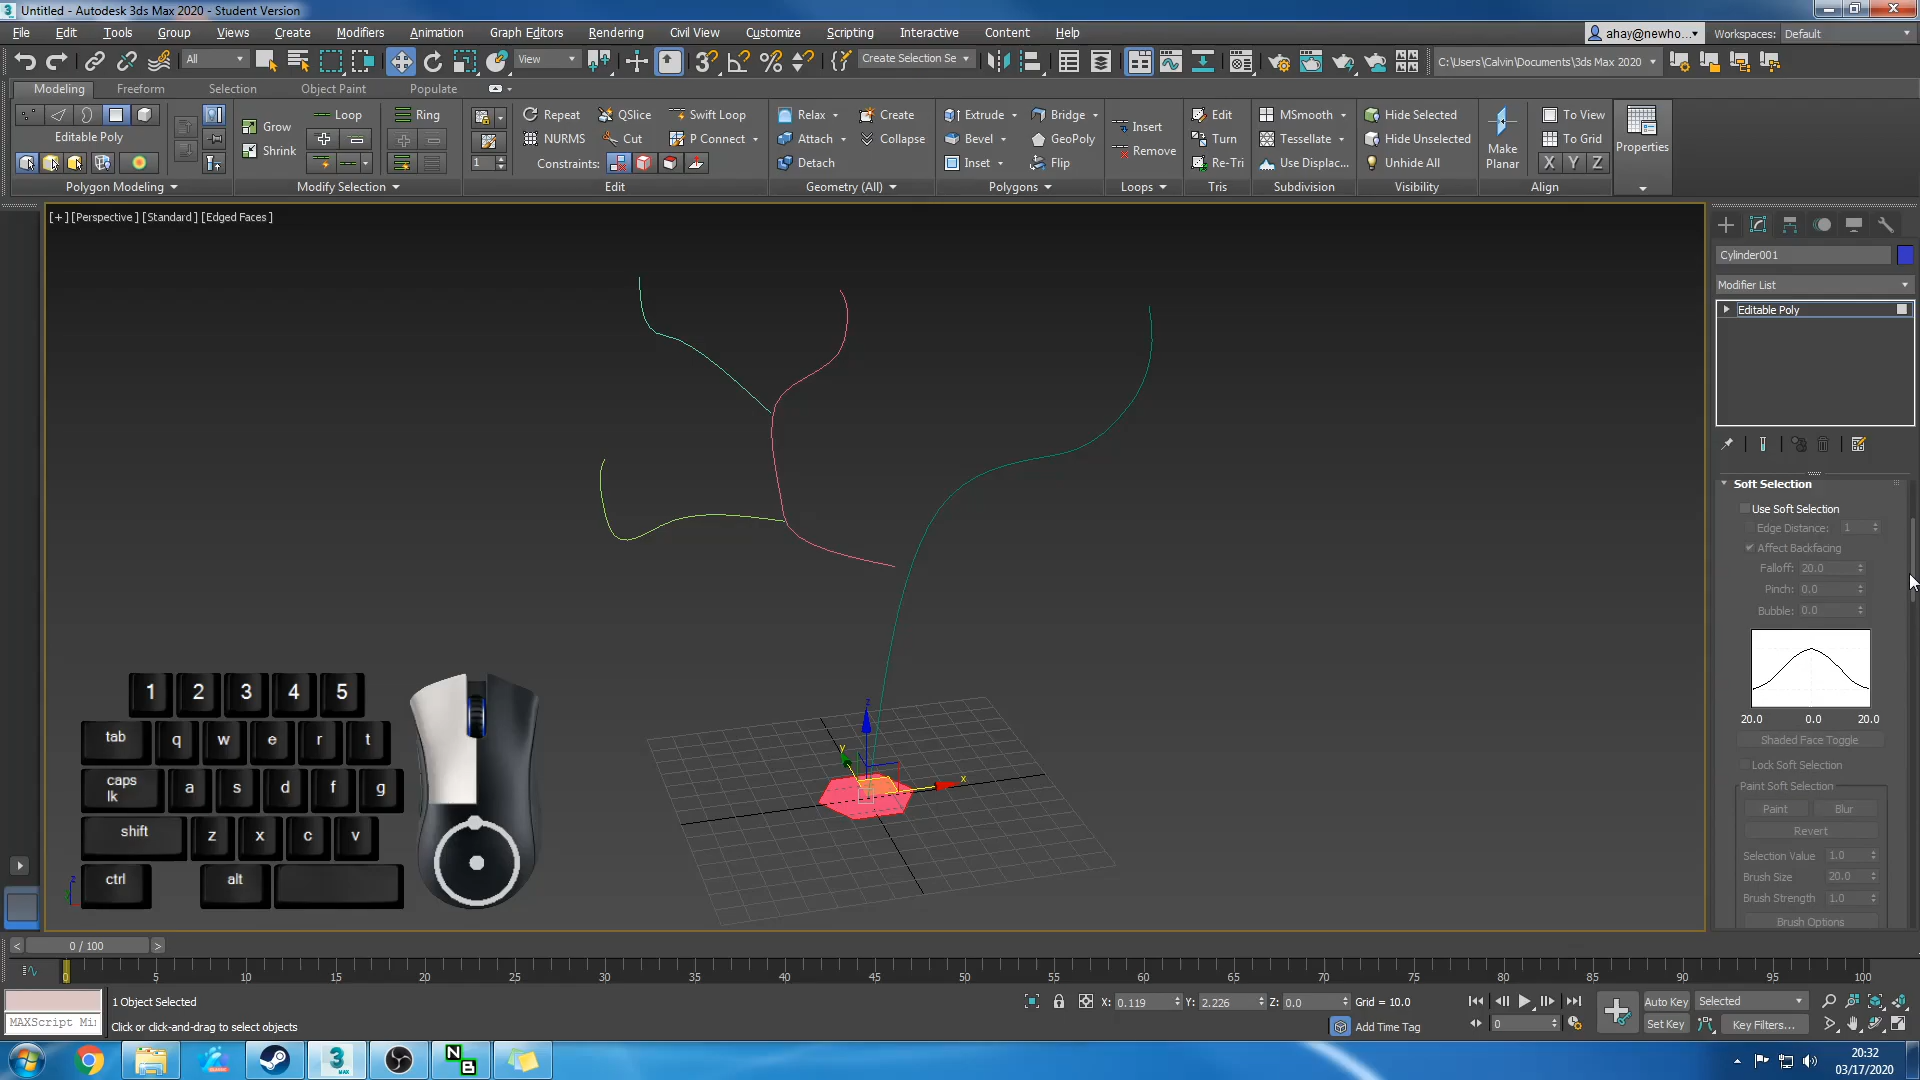 Untitled - Autodesk 3ds Max 2020 - Student Version
File Edit Tools Group Views Create Modifiers Animation Graph Editors Rendering Civil View Customize Scripting Interactive Content Help
ahay@newho... Workspaces: Default
All View Create Selection Se C:\Users\Calvin\Documents\3ds Max 2020
Modeling Freeform Selection Object Paint Populate
Editable Poly
Grow Loop Ring
Shrink
Repeat QSlice Swift Loop
NURMS Cut P Connect
1 Constraints:
Relax Create
Attach Collapse
Detach
Extrude Bridge
Bevel GeoPoly
Inset Flip
Insert
Remove
Edit
Turn
Re-Tri
MSmooth
Tessellate
Use Displac...
Hide Selected
Hide Unselected
Unhide All
Make Planar
To View
To Grid
X Y Z
Properties
Polygon Modeling Modify Selection Edit Geometry (All) Polygons Loops Tris Subdivision Visibility Align
[+] [Perspective] [Standard] [Edged Faces]
Cylinder001
Modifier List
Editable Poly
Soft Selection
Use Soft Selection
Edge Distance: 1
Affect Backfacing
Falloff: 20.0
Pinch: 0.0
Bubble: 0.0
20.0 0.0 20.0
Shaded Face Toggle
Lock Soft Selection
Paint Soft Selection
Paint Blur
Revert
Selection Value 1.0
Brush Size 20.0
Brush Strength 1.0
Brush Options
z
y
x
1 2 3 4 5
tab q w e r t
caps lk a s d f g
shift z x c v
ctrl alt
z
< 0 / 100 >
0 5 10 15 20 25 30 35 40 45 50 55 60 65 70 75 80 85 90 95 100
1 Object Selected
X: 0.119 Y: 2.226 Z: 0.0 Grid = 10.0
Auto Key Selected
MAXScript Mi
Click or click-and-drag to select objects
Add Time Tag
0
Set Key Key Filters...
3
MAX
N
B
20:32
03/17/2020